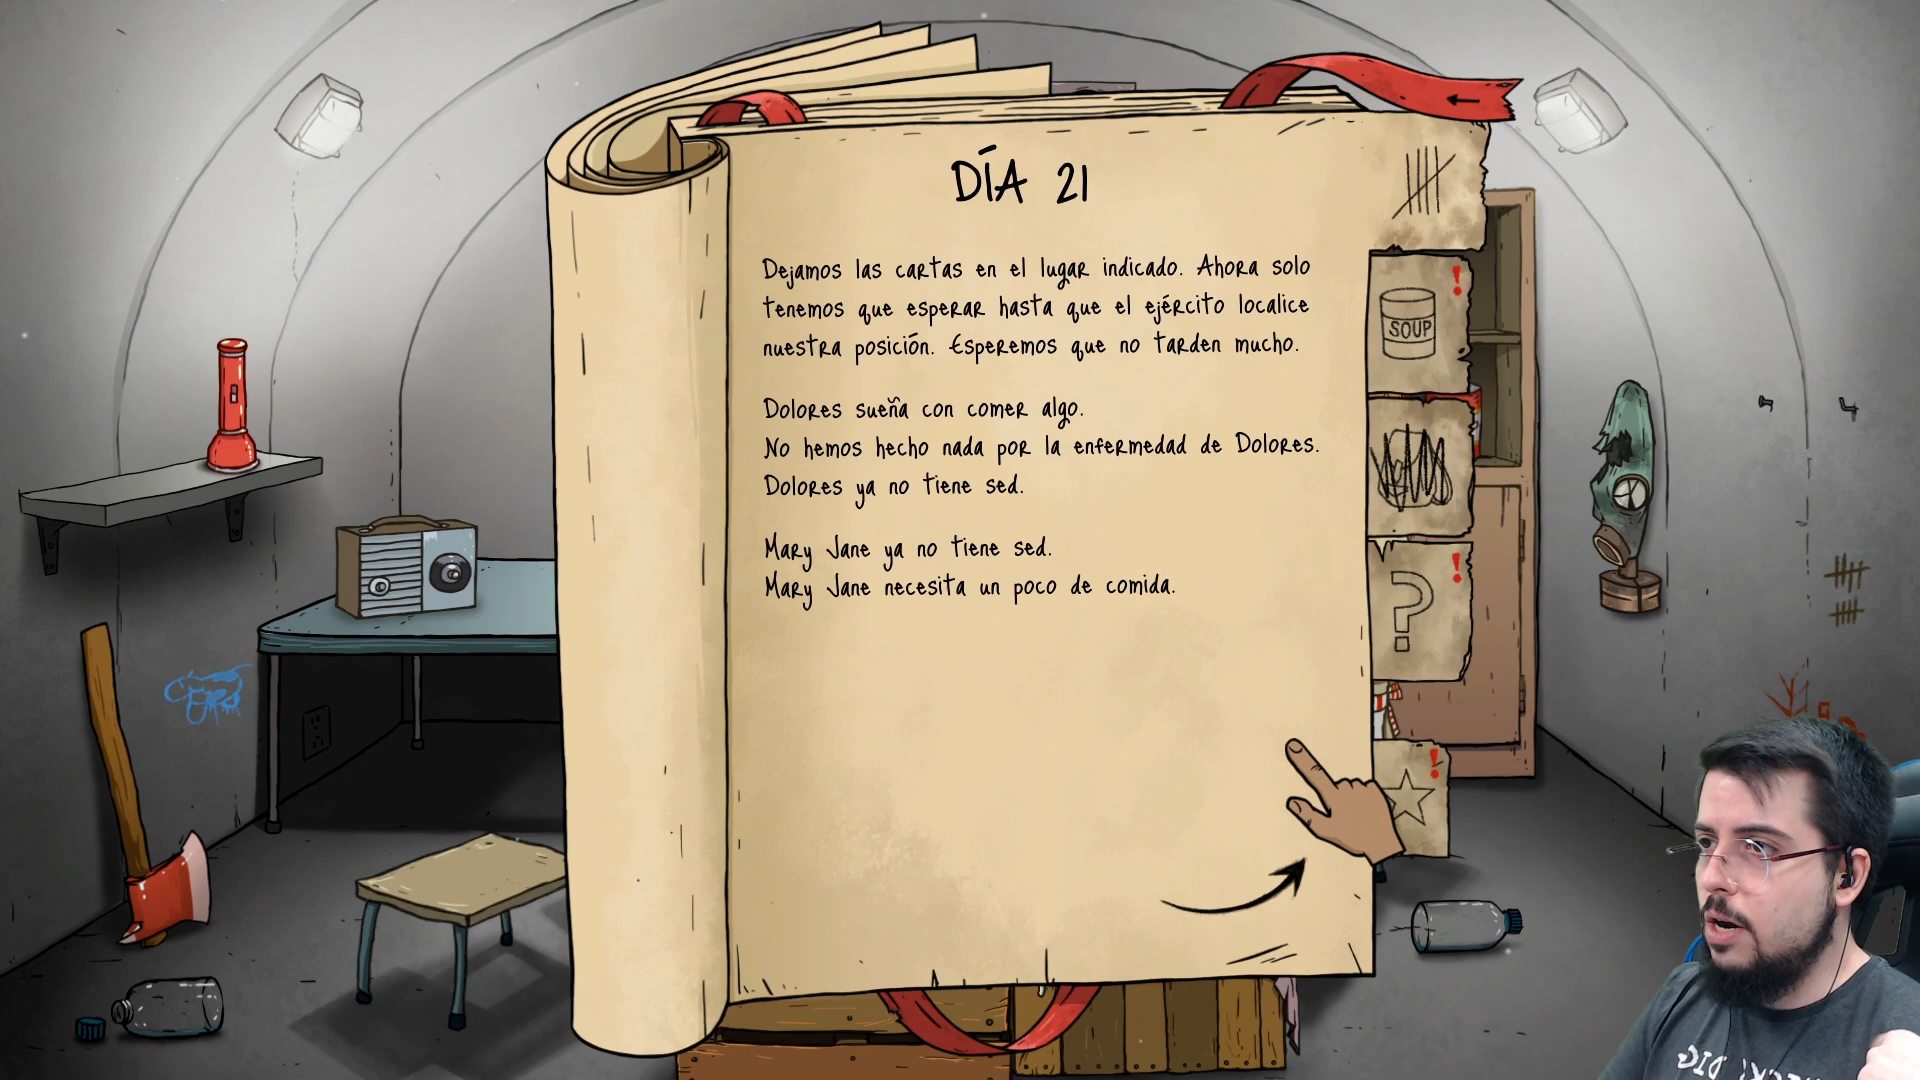 DÍA 21
Dejamos las cartas en el lugar indicado. Ahora solo
tenemos que esperar hasta que el ejército localice
nuestra posición. Esperemos que no tarden mucho.
Dolores sueña con comer algo.
No hemos hecho nada por la enfermedad de Dolores.
Dolores ya no tiene sed.
Mary Jane ya no tiene sed.
Mary Jane necesita un poco de comida.
!
SOUP
!
?
!